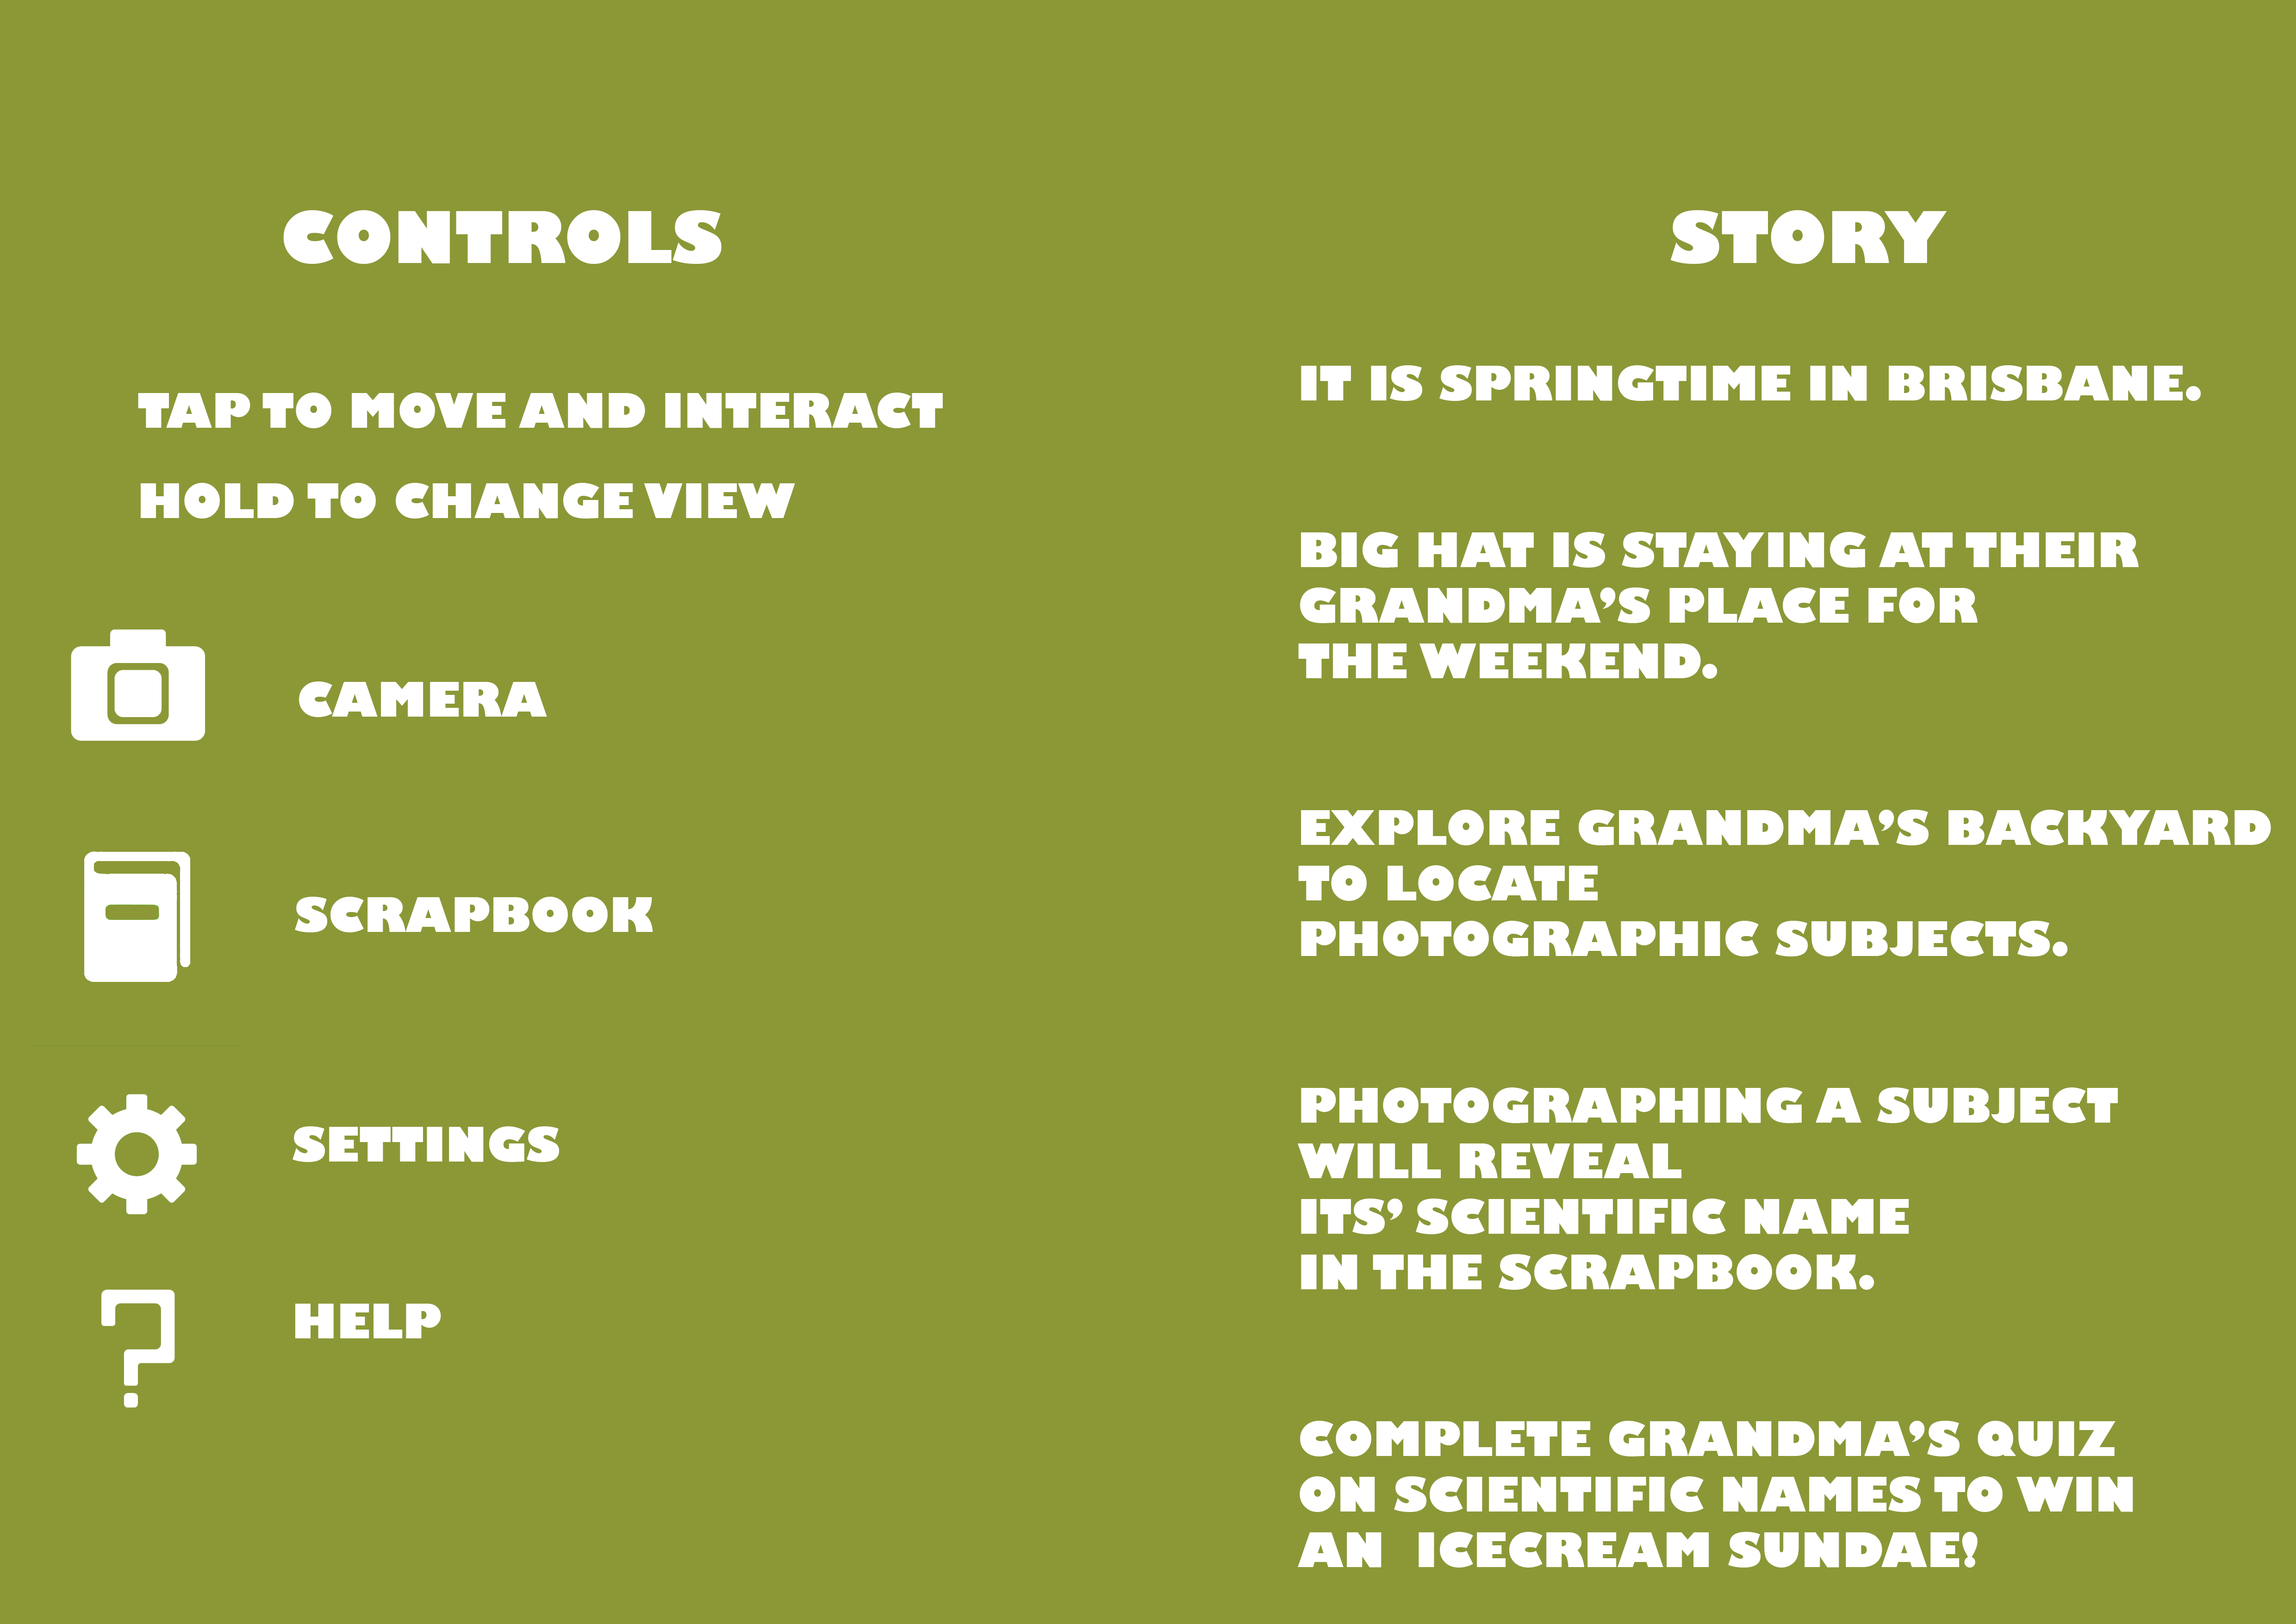 CONTROLS
TAP TO MOVE AND INTERACT
HOLD TO CHANGE VIEW
CAMERA
SCRAPBOOK
SETTINGS
HELP
STORY
IT IS SPRINGTIME IN BRISBANE.
BIG HAT IS STAYING AT THEIR
GRANDMA'S PLACE FOR
THE WEEKEND.
EXPLORE GRANDMA'S BACKYARD
TO LOCATE
PHOTOGRAPHIC SUBJECTS.
PHOTOGRAPHING A SUBJECT
WILL REVEAL
ITS' SCIENTIFIC NAME
IN THE SCRAPBOOK.
COMPLETE GRANDMA'S QUIZ
ON SCIENTIFIC NAMES TO WIN
AN ICECREAM SUNDAE!